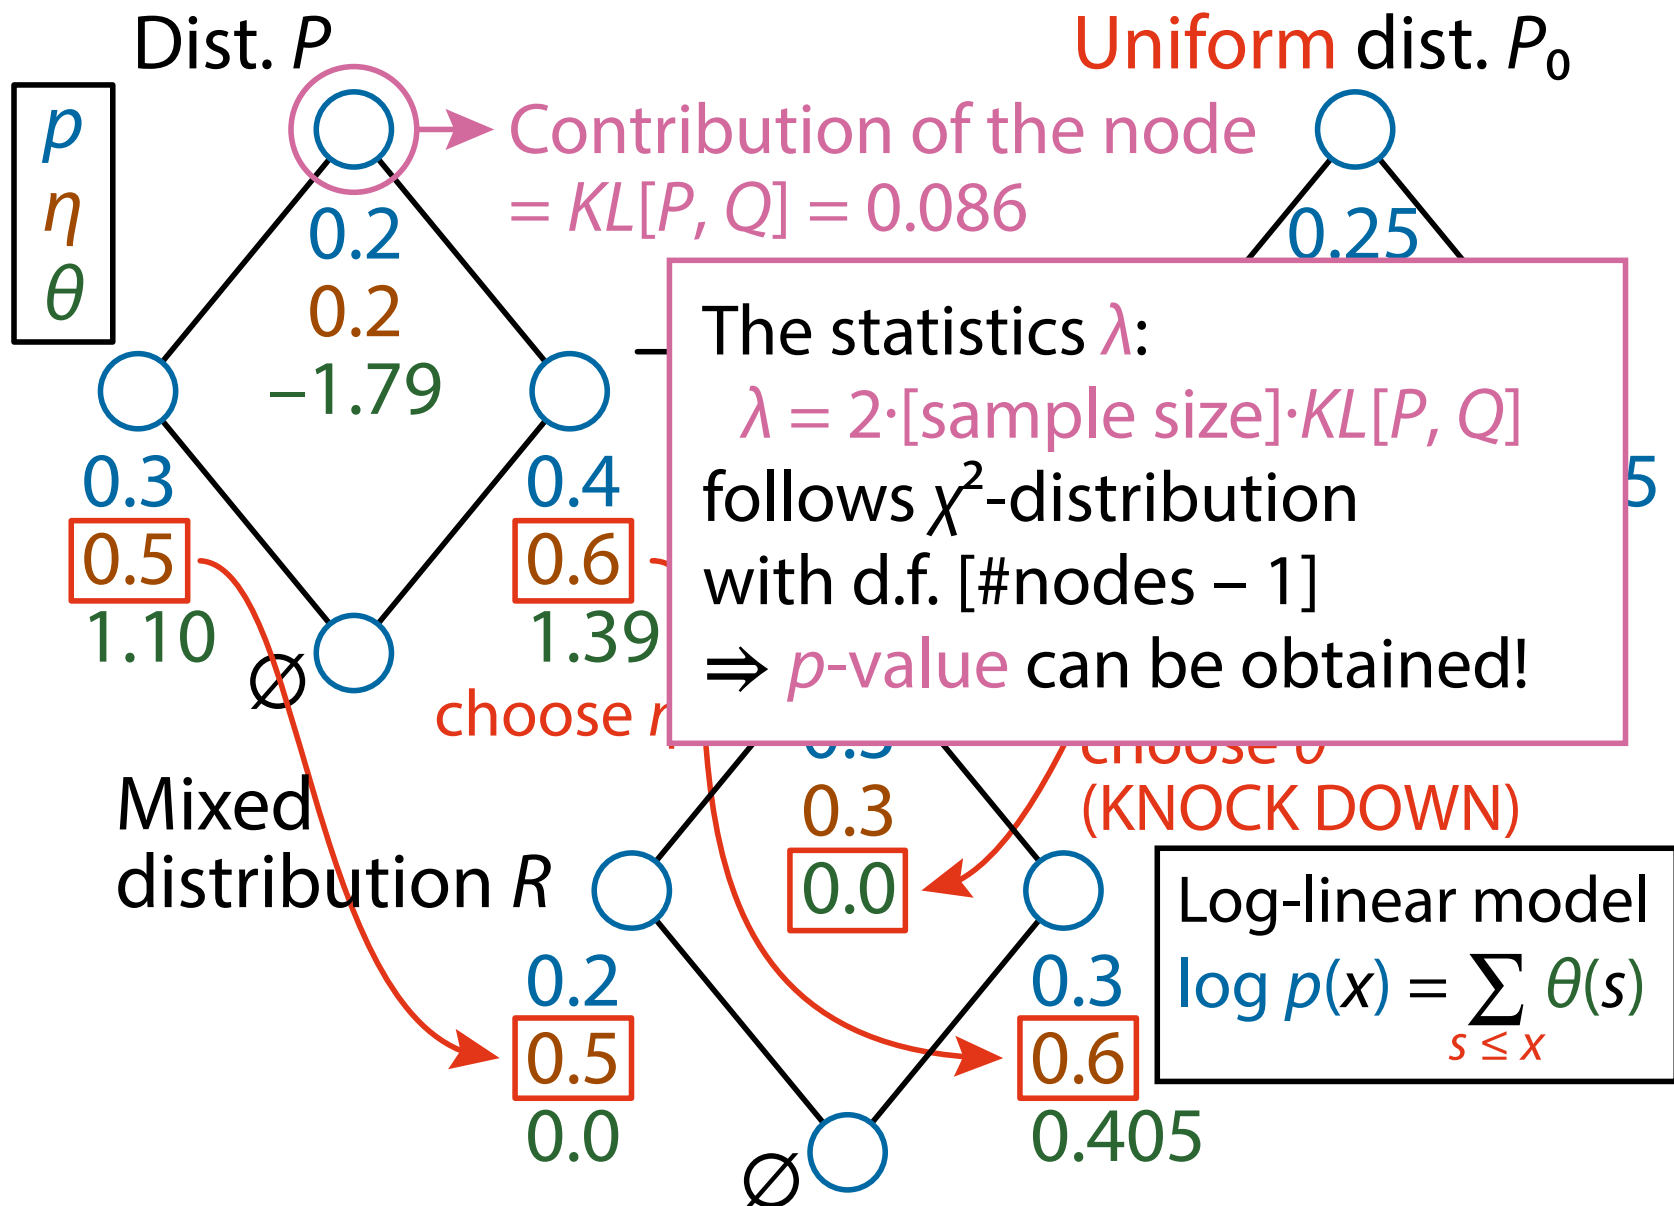 Dist. P
Uniform dist. P₀
p
η
θ
Contribution of the node
= KL[P, Q] = 0.086
0.2
0.2
–1.79
0.25
0.3
0.5
1.10
0.4
0.6
1.39
∅
The statistics λ:
λ = 2·[sample size]·KL[P, Q]
follows χ²-distribution
with d.f. [#nodes – 1]
⇒ p-value can be obtained!
5
choose
choose θ
(KNOCK DOWN)
Mixed
distribution R
0.3
0.3
0.0
0.2
0.5
0.0
0.3
0.6
0.405
∅
Log-linear model
log p(x) = ∑ θ(s)
s ≤ x